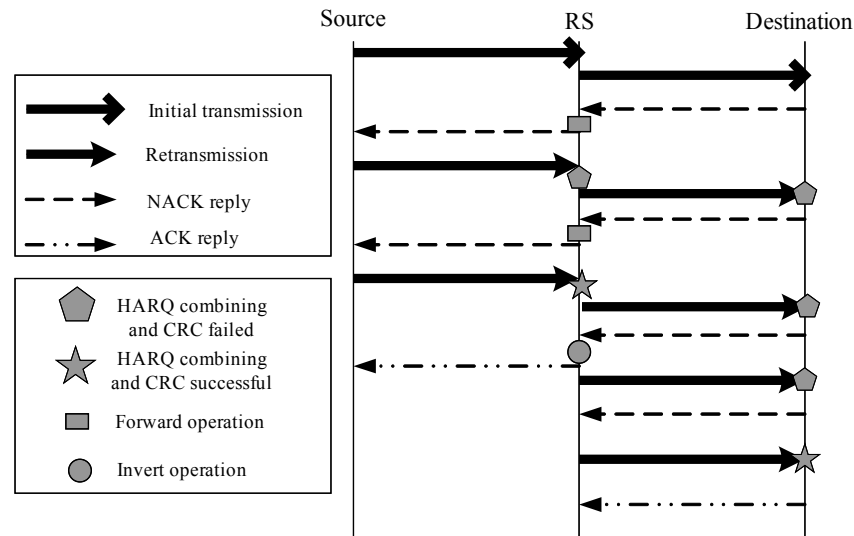 Source
RS
Destination
Initial transmission
Retransmission
NACK reply
ACK reply
HARQ combining
and CRC failed
HARQ combining
and CRC successful
Forward operation
Invert operation